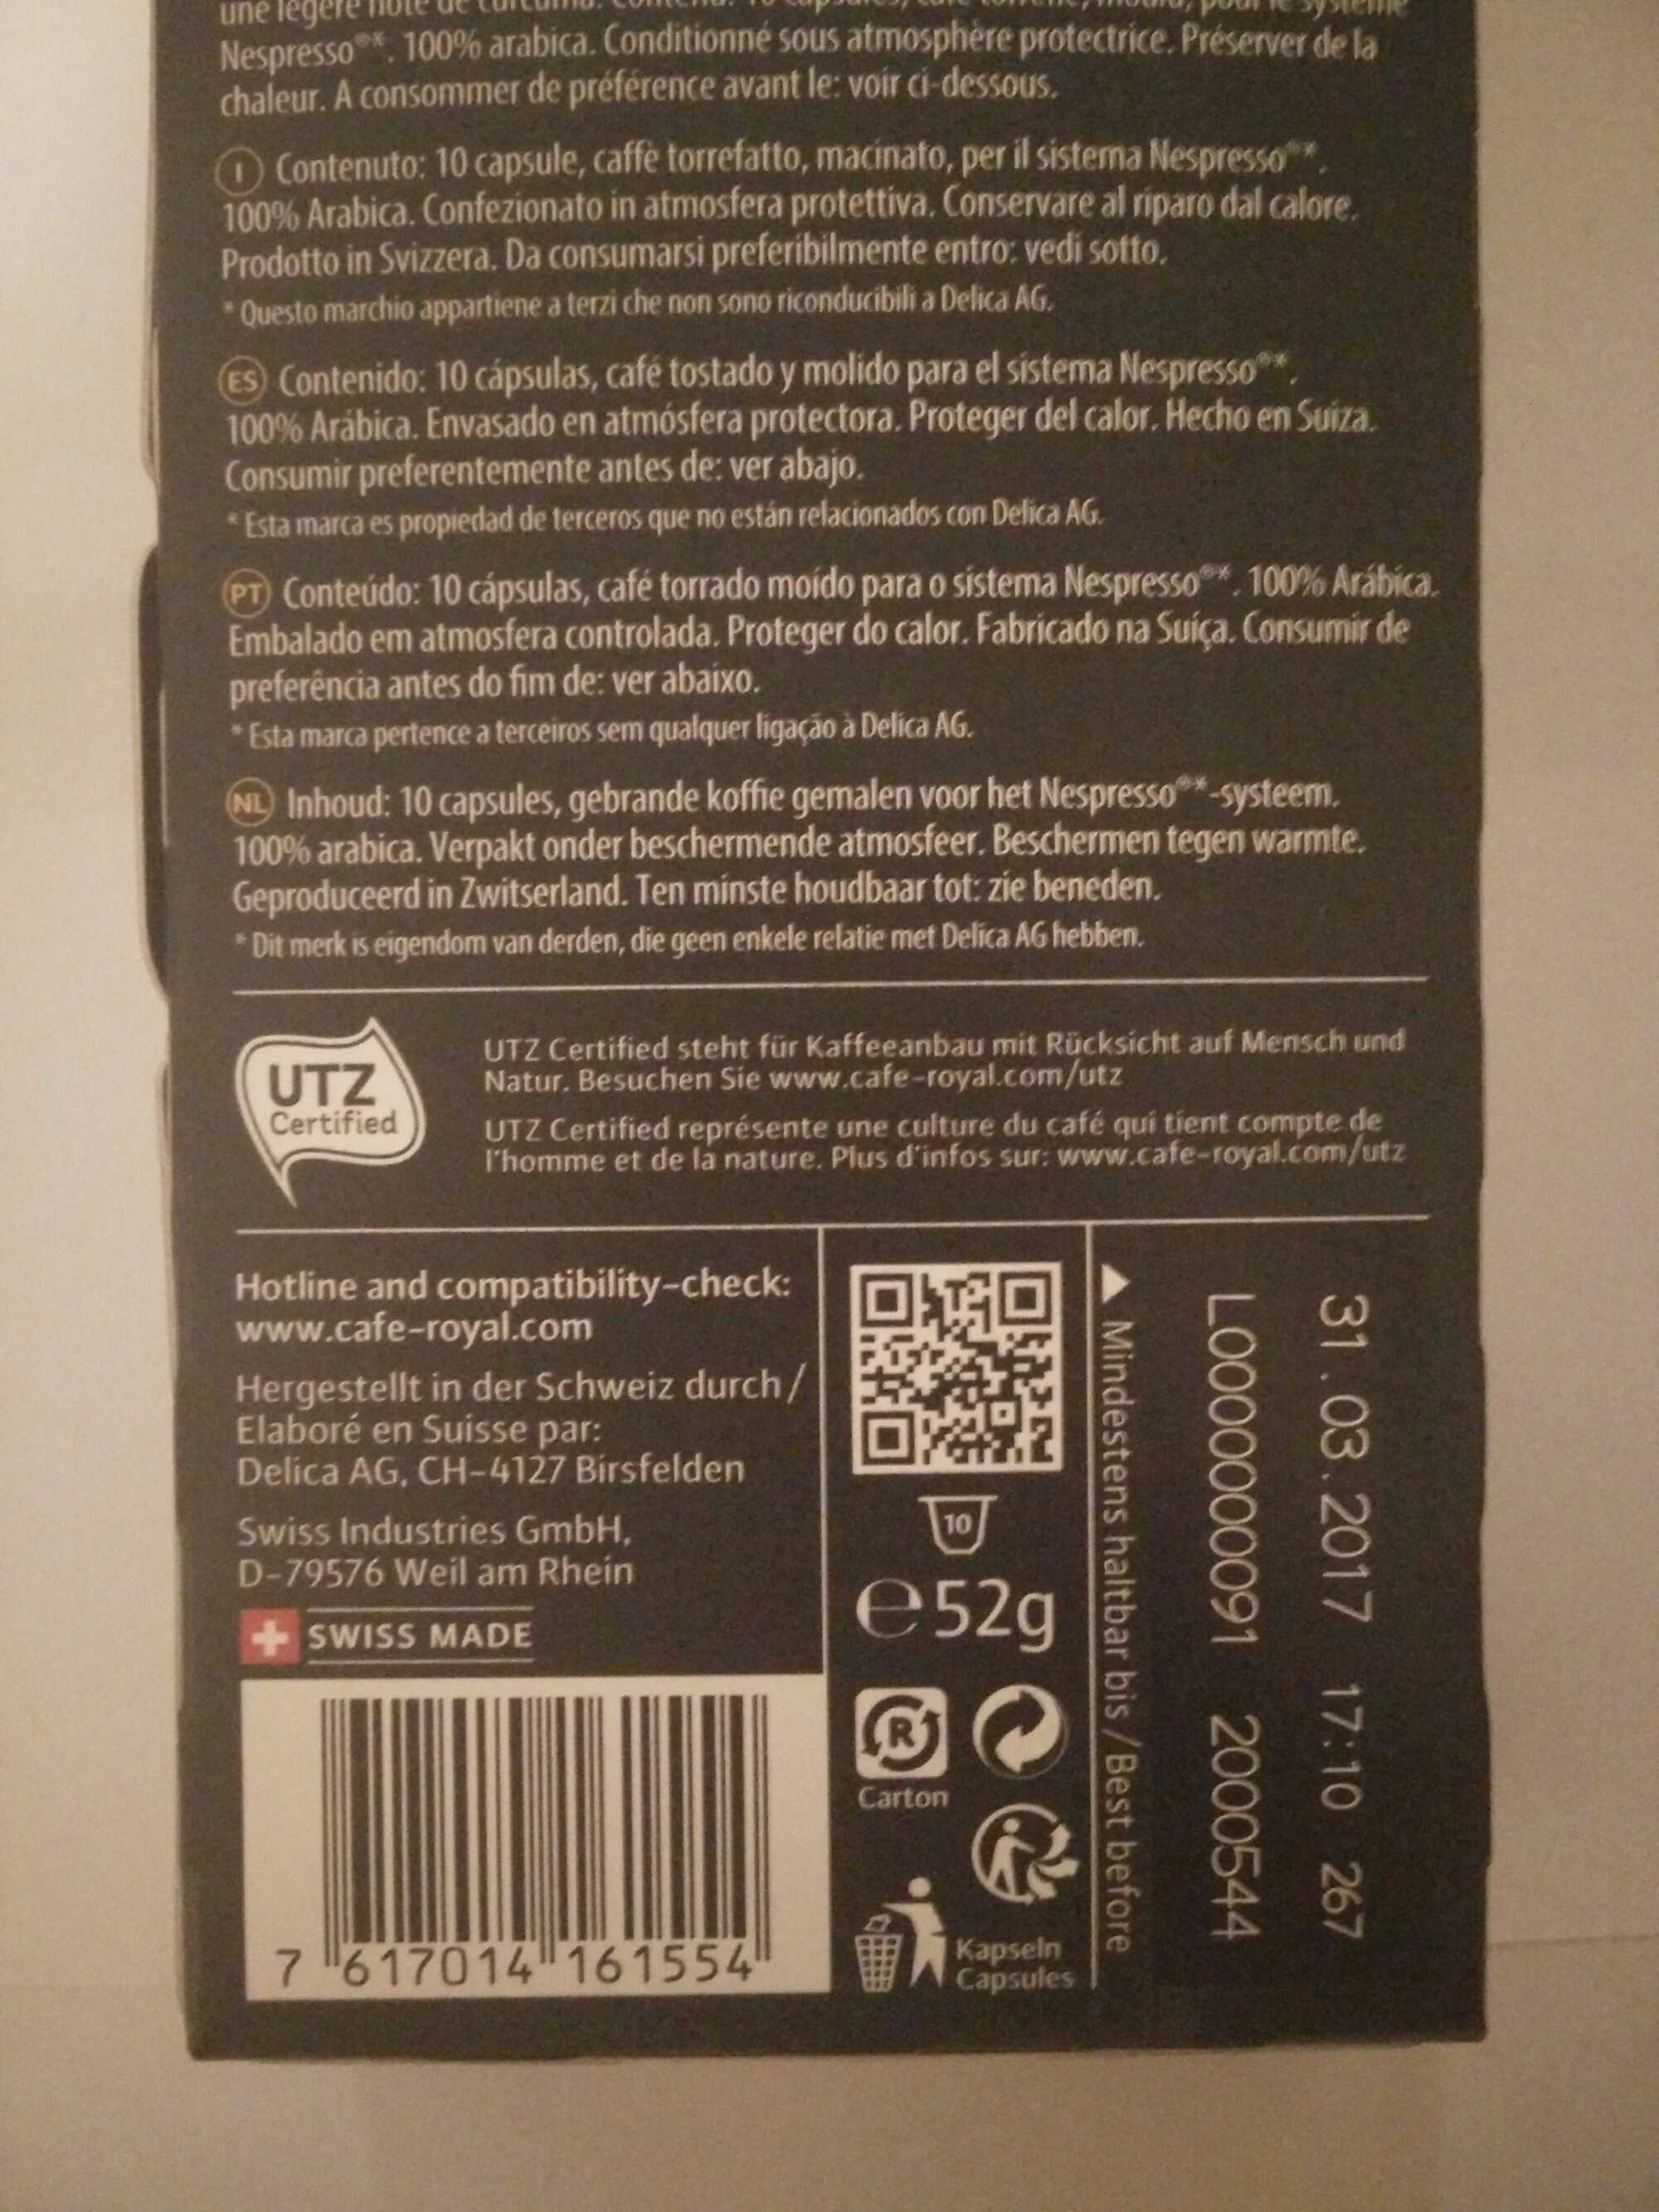 une légère note de
Nespresso®*. 100% arabica. Conditionné sous atmosphère protectrice. Préserver de la
chaleur. A consommer de préférence avant le: voir ci-dessous.
I Contenuto: 10 capsule, caffè torrefatto, macinato, per il sistema Nespresso®*.
100% Arabica. Confezionato in atmosfera protettiva. Conservare al riparo dal calore.
Prodotto in Svizzera. Da consumarsi preferibilmente entro: vedi sotto.
* Questo marchio appartiene a terzi che non sono riconducibili a Delica AG.
ES Contenido: 10 cápsulas, café tostado y molido para el sistema Nespresso®*.
100% Arábica. Envasado en atmósfera protectora. Proteger del calor. Hecho en Suiza.
Consumir preferentemente antes de: ver abajo.
* Esta marca es propiedad de terceros que no están relacionados con Delica AG.
PT Conteúdo: 10 cápsulas, café torrado moído para o sistema Nespresso®*. 100% Arábica.
Embalado em atmosfera controlada. Proteger do calor. Fabricado na Suíça. Consumir de
preferência antes do fim de: ver abaixo.
* Esta marca pertence a terceiros sem qualquer ligação à Delica AG.
NL Inhoud: 10 capsules, gebrande koffie gemalen voor het Nespresso®*-systeem.
100% arabica. Verpakt onder beschermende atmosfeer. Beschermen tegen warmte.
Geproduceerd in Zwitserland. Ten minste houdbaar tot: zie beneden.
* Dit merk is eigendom van derden, die geen enkele relatie met Delica AG hebben.
UTZ
Certified
UTZ Certified steht für Kaffeeanbau mit Rücksicht auf Mensch und
Natur. Besuchen Sie www.cafe-royal.com/utz
UTZ Certified représente une culture du café qui tient compte de
l'homme et de la nature. Plus d'infos sur: www.cafe-royal.com/utz
Hotline and compatibility-check:
www.cafe-royal.com
Hergestellt in der Schweiz durch/
Elaboré en Suisse par:
Delica AG, CH-4127 Birsfelden
Swiss Industries GmbH,
D-79576 Weil am Rhein
SWISS MADE
7 617014 161554
10
e 52g
R
Carton
Kapseln
Capsules
Mindestens haltbar bis / Best before
31.03.2017 17:10 267
L0000000091 2000544